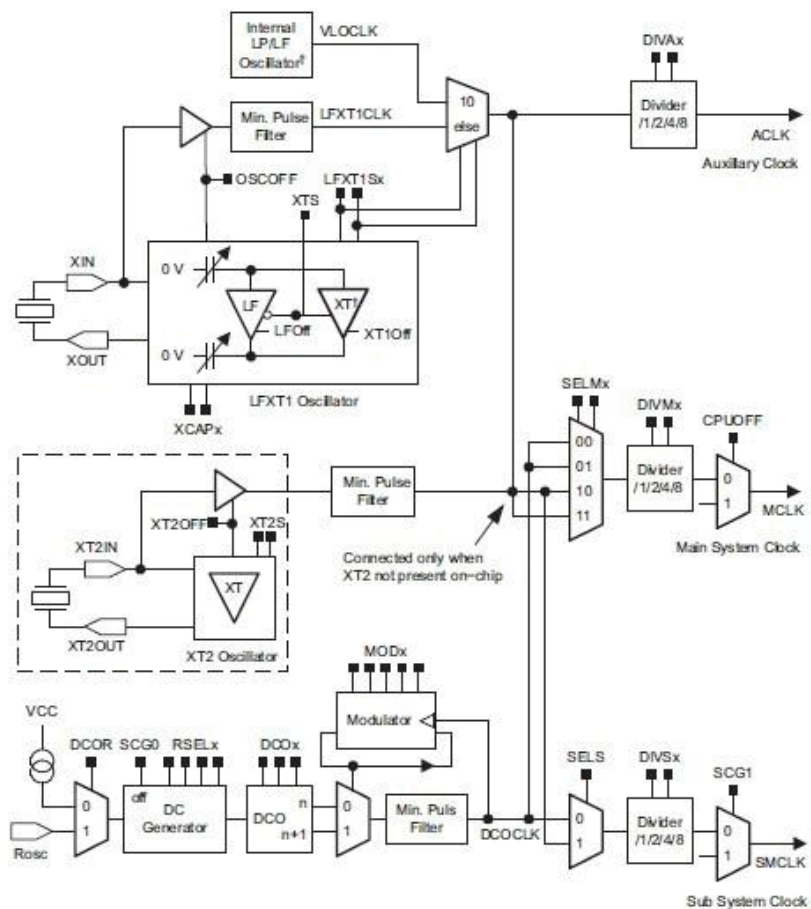 Internal
LP/LF
Oscillator†
VLOCLK
DIVAx
10
else
Divider
/1/2/4/8
ACLK
Auxillary Clock
Min. Pulse
Filter
LFXT1CLK
OSCOFF
LFXT1Sx
XTS
XIN
0 V
LF
XT†
LFOff
XT1Off
0 V
XOUT
LFXT1 Oscillator
XCAPx
SELMx
DIVMx
CPUOFF
00
01
10
11
Divider
/1/2/4/8
0
1
MCLK
Main System Clock
Min. Pulse
Filter
Connected only when
XT2 not present on-chip
XT2OFF
XT2S
XT2IN
XT
XT2OUT
XT2 Oscillator
MODx
Modulator
VCC
DCOR
SCG0
RSELx
DCOx
0
1
Rosc
off
DC
Generator
DCO
n
n+1
0
1
Min. Puls
Filter
DCOCLK
SELS
DIVSx
SCG1
0
1
Divider
/1/2/4/8
0
1
SMCLK
Sub System Clock